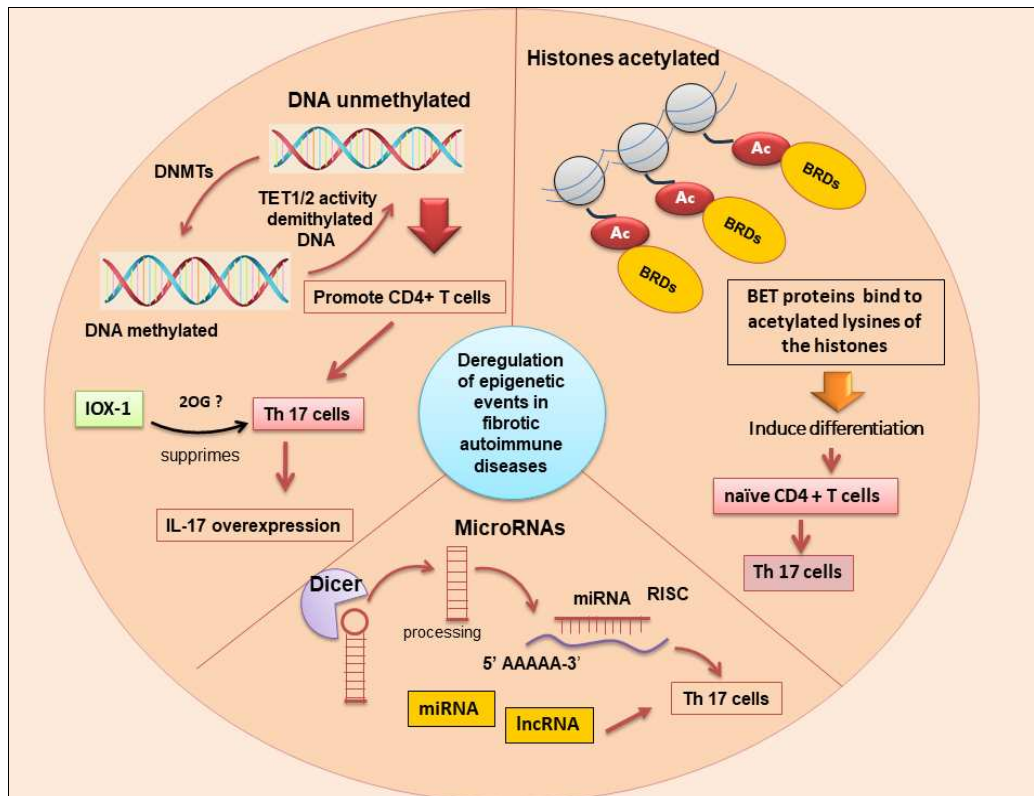 DNA unmethylated
DNMTs
TET1/2 activity
demithylated
DNA
DNA methylated
Promote CD4+ T cells
IOX-1
2OG ?
supprimes
Th 17 cells
IL-17 overexpression
Histones acetylated
Ac
BRDs
Ac
BRDs
Ac
BRDs
BET proteins bind to
acetylated lysines of
the histones
Induce differentiation
naïve CD4 + T cells
Th 17 cells
Deregulation
of epigenetic
events in
fibrotic
autoimmune
diseases
MicroRNAs
Dicer
processing
miRNA
RISC
5' AAAAA-3'
miRNA
lncRNA
Th 17 cells